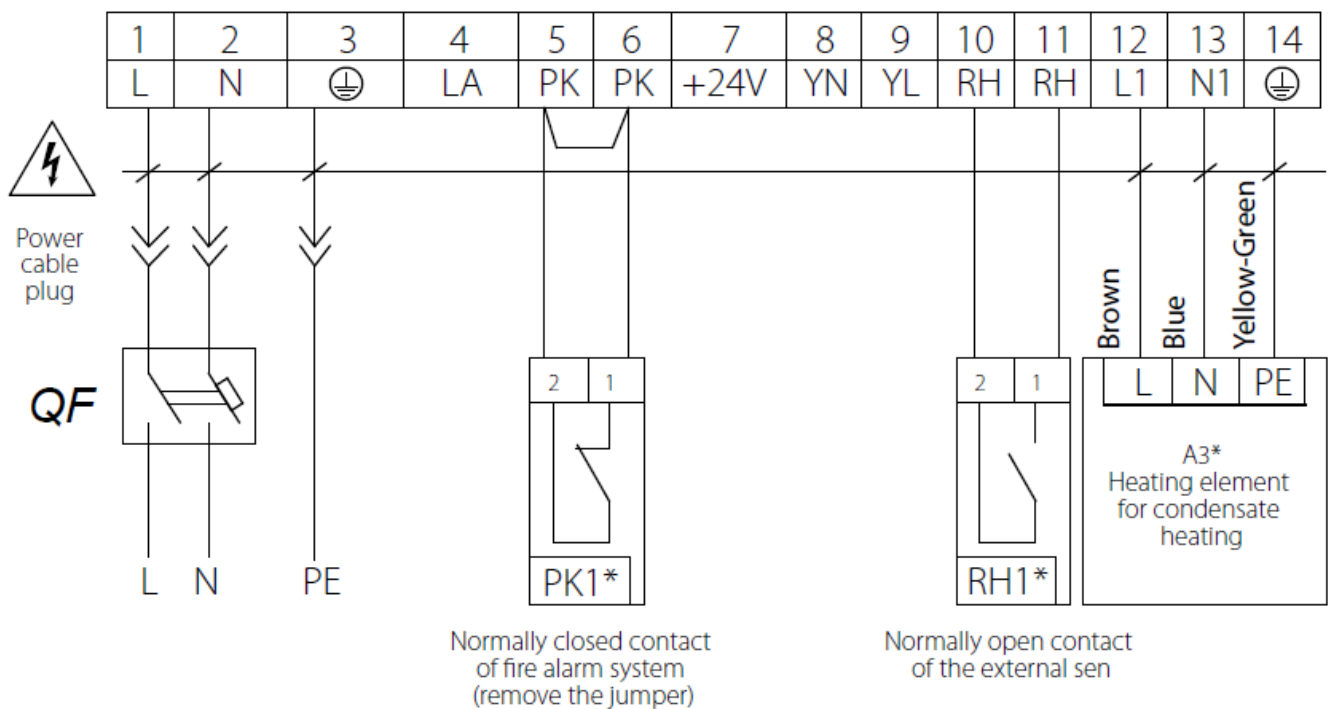 1 2 3 4 5 6 7 8 9 10 11 12 13 14
L N LA PK PK +24V YN YL RH RH L1 N1
Power
cable
plug
Brown
Blue
Yellow-Green
QF
2 1
2 1
L N PE
A3*
Heating element
for condensate
heating
L N PE
PK1*
RH1*
Normally closed contact
of fire alarm system
(remove the jumper)
Normally open contact
of the external sen